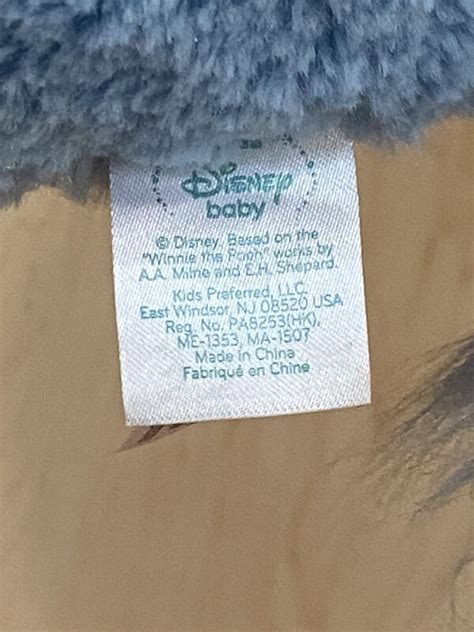 Disney
baby
© Disney. Based on the
"Winnie the Pooh" works by
A.A. Milne and E.H. Shepard.
Kids Preferred, LLC.
East Windsor, NJ 08520 USA
Reg. No. PA8253(HK),
ME-1353, MA-1507
Made in China
Fabriqué en Chine